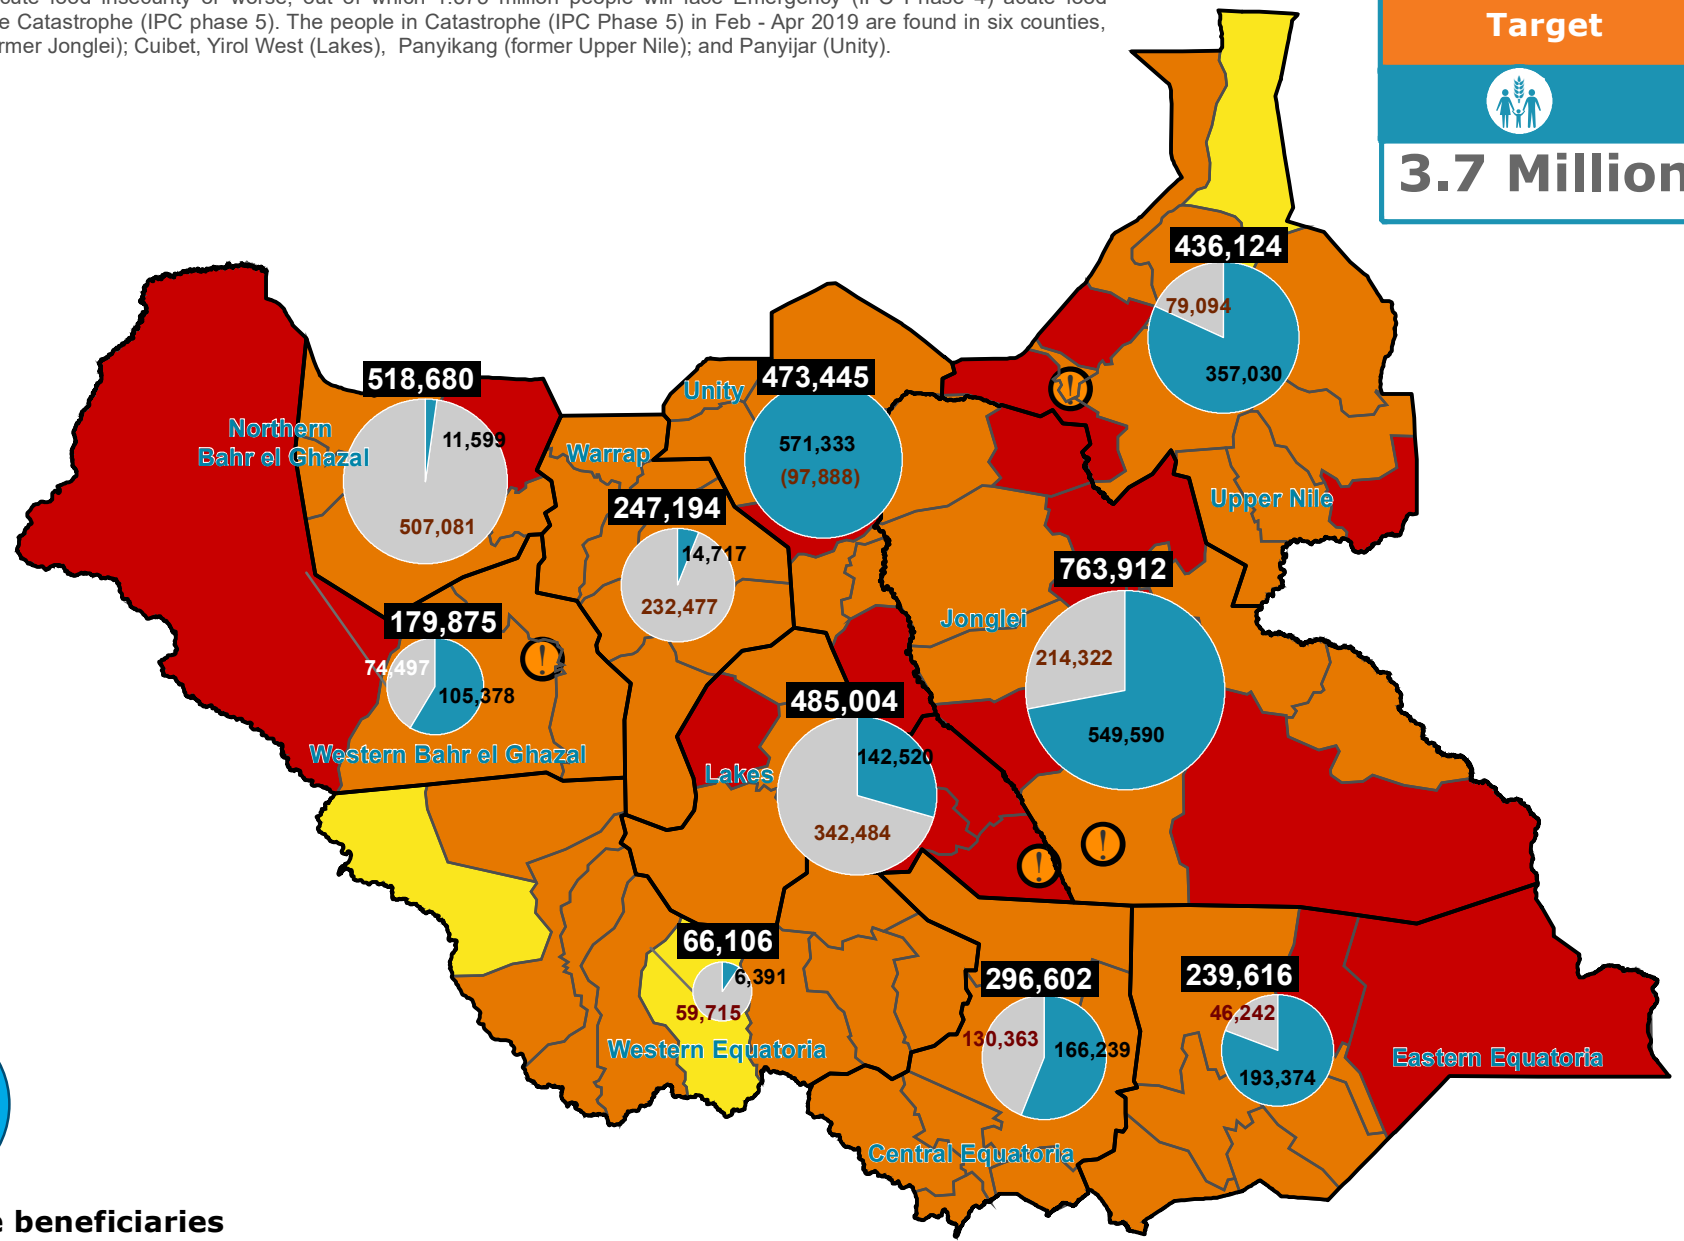 Catastrophe (IPC phase 5). The people in Catastrophe (IPC Phase 5) in Feb - Apr 2019 are found in six counties,
Jonglei); Cuibet, Yirol West (Lakes), Panyikang (former Upper Nile); and Panyijar (Unity).
Target
3.7 Million
436,124
79,094
357,030
518,680
11,599
507,081
Northern
Bahr el Ghazal
Unity
473,445
571,333
(97,888)
Warrap
247,194
14,717
232,477
Upper Nile
763,912
214,322
549,590
Jonglei
179,875
74,497
105,378
Western Bahr el Ghazal
485,004
142,520
342,484
Lakes
66,106
6,391
59,715
Western Equatoria
296,602
130,363
166,239
Central Equatoria
239,616
46,242
193,374
Eastern Equatoria
beneficiaries